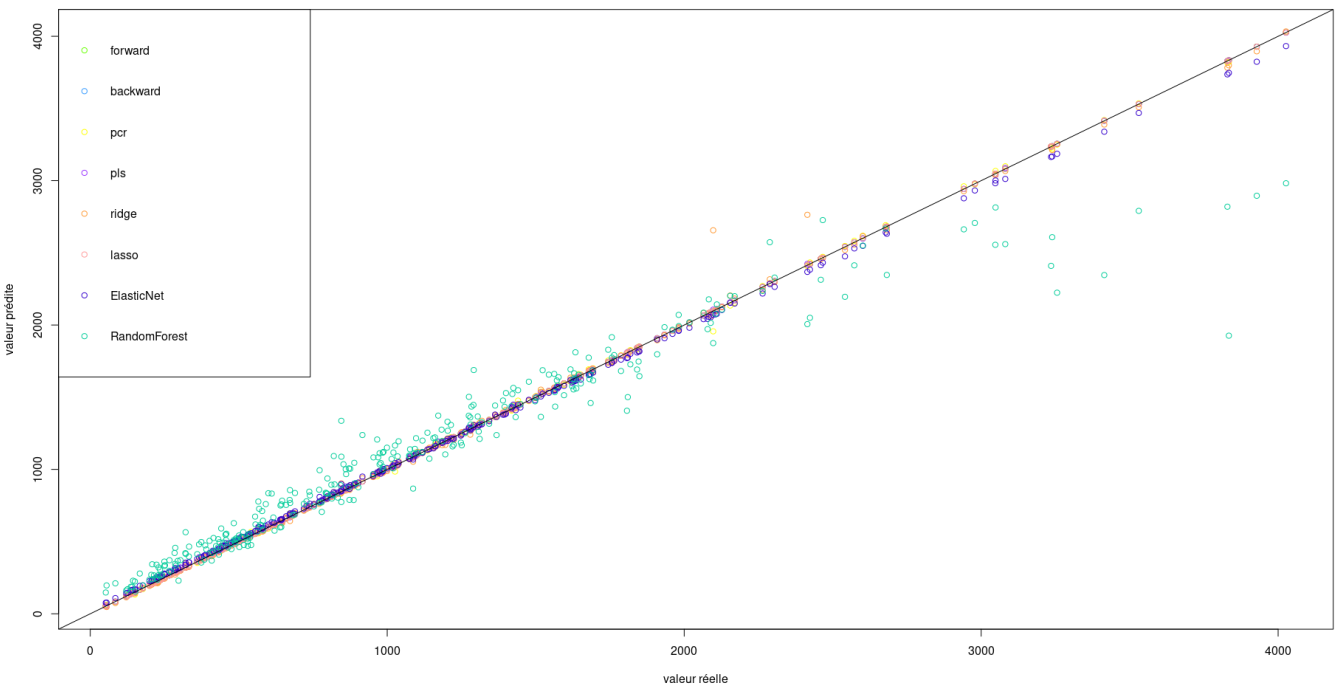 forward
backward
pcr
pls
ridge
lasso
ElasticNet
RandomForest
valeur prédite
0
1000
2000
3000
4000
0
1000
2000
3000
4000
valeur réelle